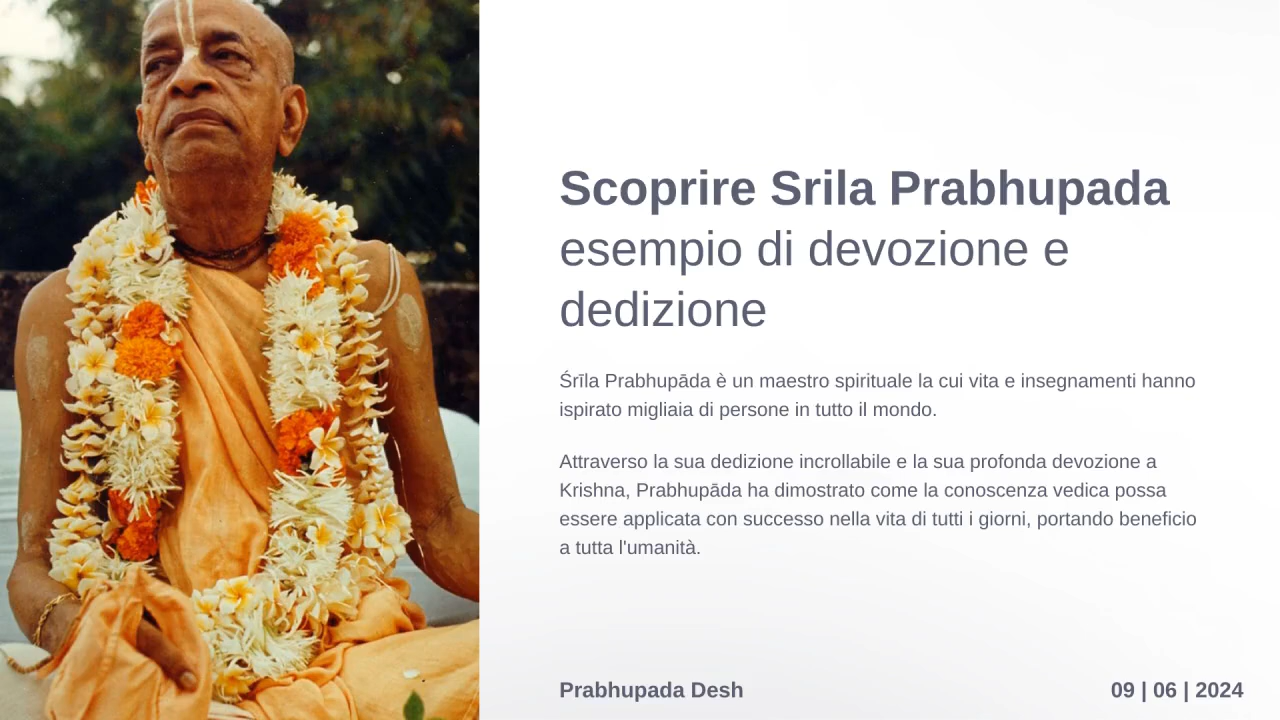 Scoprire Srila Prabhupada
esempio di devozione e
dedizione
Śrīla Prabhupāda è un maestro spirituale la cui vita e insegnamenti hanno
ispirato migliaia di persone in tutto il mondo.
Attraverso la sua dedizione incrollabile e la sua profonda devozione a
Krishna, Prabhupāda ha dimostrato come la conoscenza vedica possa
essere applicata con successo nella vita di tutti i giorni, portando beneficio
a tutta l'umanità.
Prabhupada Desh
09 | 06 | 2024